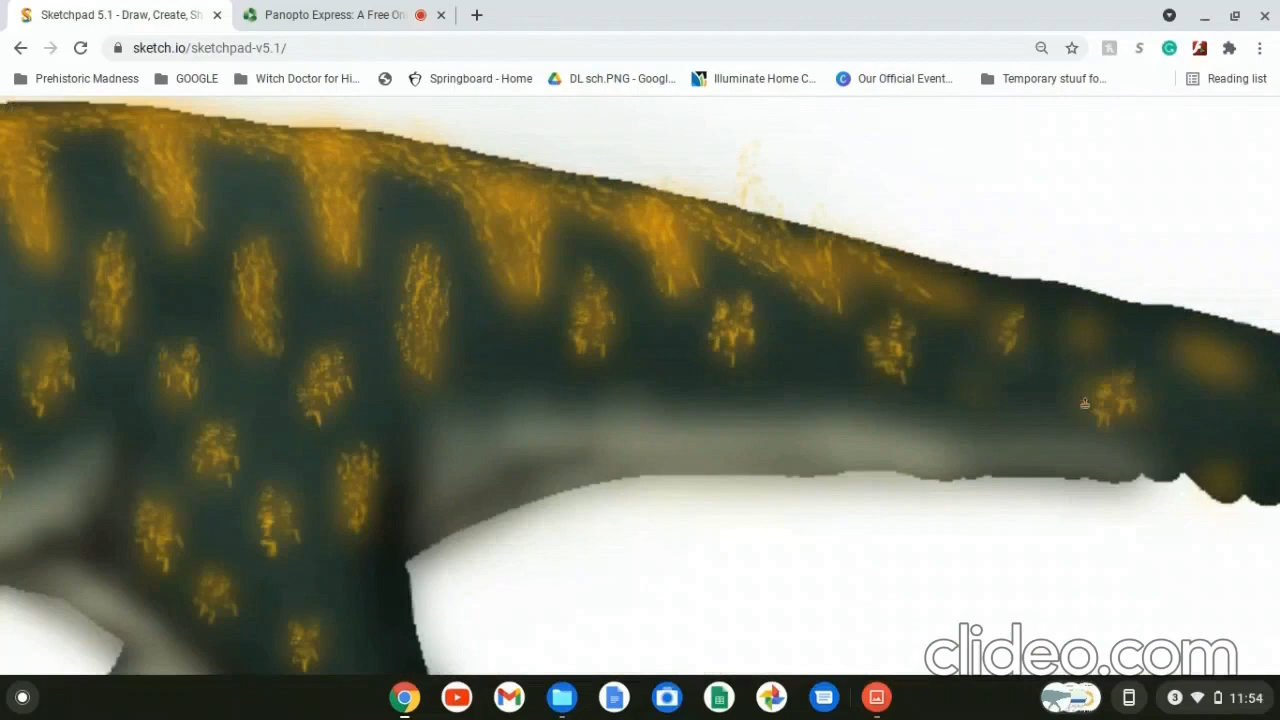 Sketchpad 5.1 - Draw, Create, Sh
Panopto Express: A Free On
sketch.io/sketchpad-v5.1/
Prehistoric Madness
GOOGLE
Witch Doctor for Hi...
Springboard - Home
DL sch.PNG - Googl...
Illuminate Home C...
Our Official Event...
Temporary stuuf fo...
Reading list
clideo.com
3
11:54